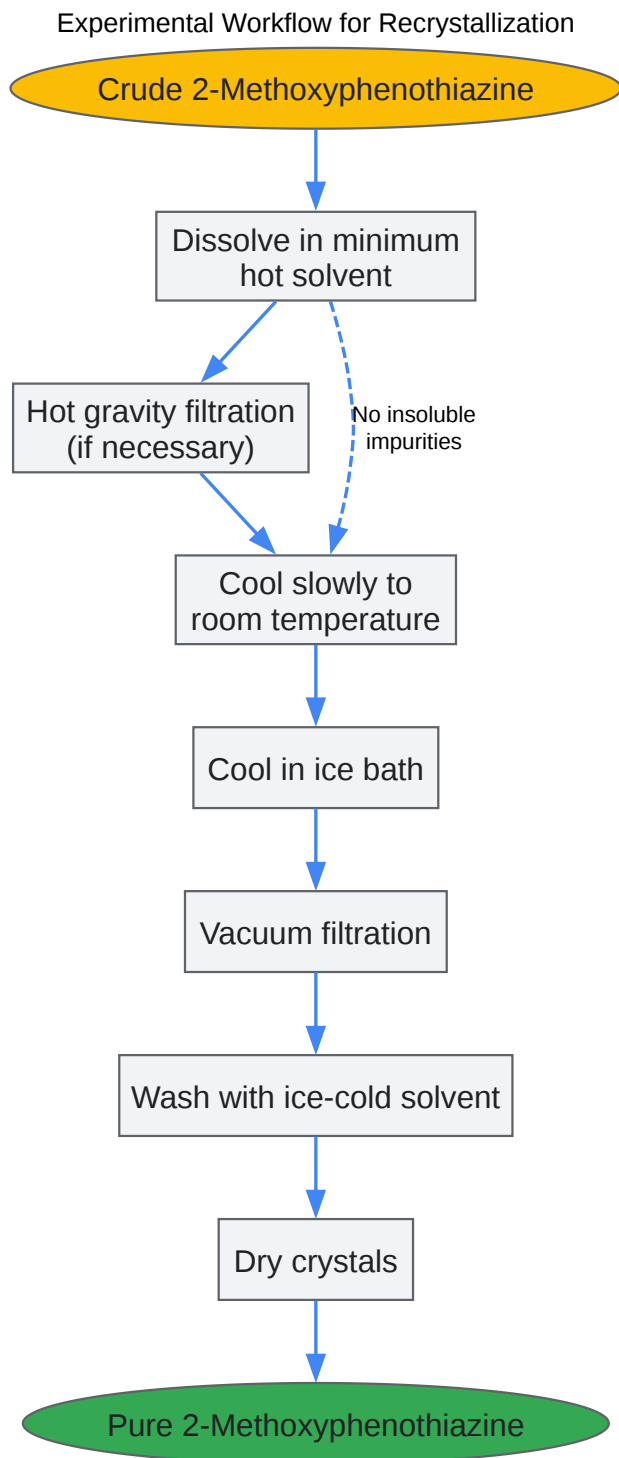 Experimental Workflow for Recrystallization
Crude 2-Methoxyphenothiazine
Dissolve in minimum
hot solvent
Hot gravity filtration
(if necessary)
No insoluble
impurities
Cool slowly to
room temperature
Cool in ice bath
Vacuum filtration
Wash with ice-cold solvent
Dry crystals
Pure 2-Methoxyphenothiazine